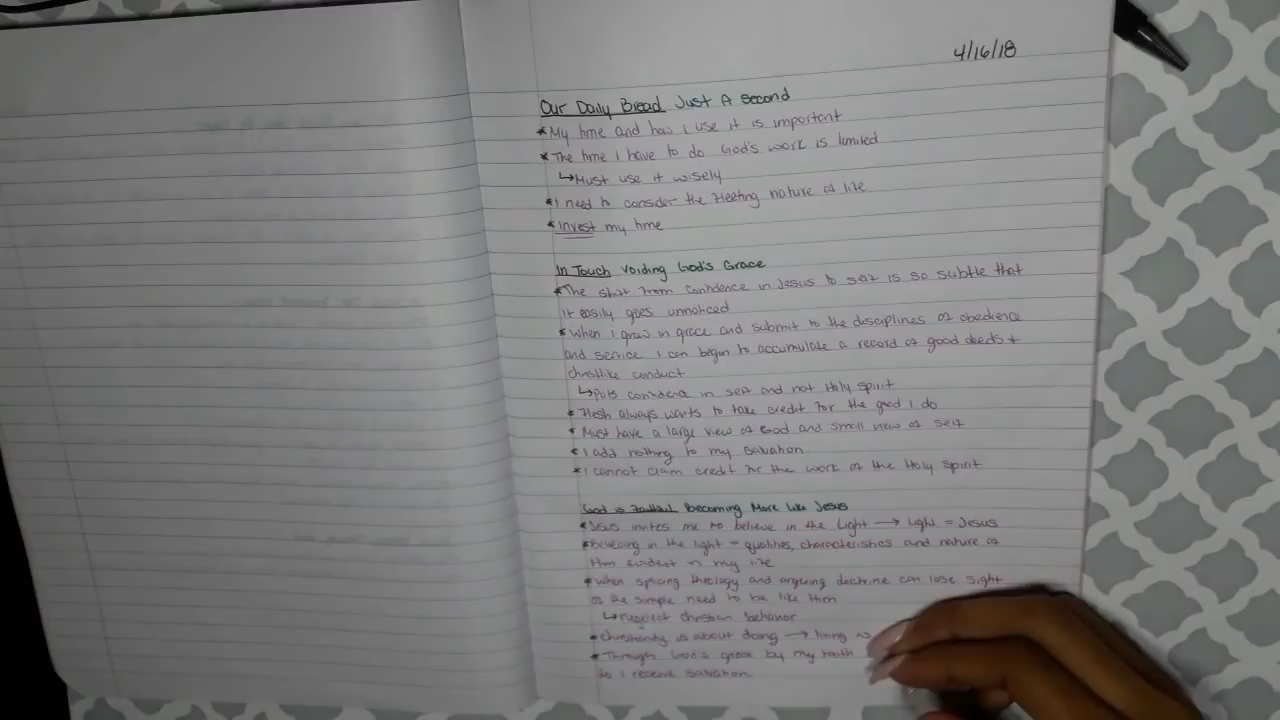 4/16/18
Our Daily Bread Just A Second
* My time and how I use it is important
* The time I have to do God's work is limited
↳ Must use it wisely
* I need to consider the fleeting nature of life
* Invest my time
In Touch Voiding God's Grace
* The shift from confidence in Jesus to self is so subtle that
it easily goes unnoticed
* When I grow in grace and submit to the disciplines of obedience
and service I can begin to accumulate a record of good deeds +
christlike conduct
↳ Puts confidence in self and not Holy Spirit
* Flesh always wants to take credit for the good I do
* Must have a large view of God and small view of self
* I add nothing to my salvation
* I cannot claim credit for the work of the Holy Spirit
God is Faithful Becoming More Like Jesus
* Jesus invites me to believe in the Light → Light = Jesus
* Believing in the light = qualities, characteristics and nature of
Him evident in my life
* When splicing theology and arguing doctrine can lose sight
of the simple need to be like Him
↳ neglect christian behavior
* Christianity is about doing → living
* Through God's grace by my faith
do I receive salvation